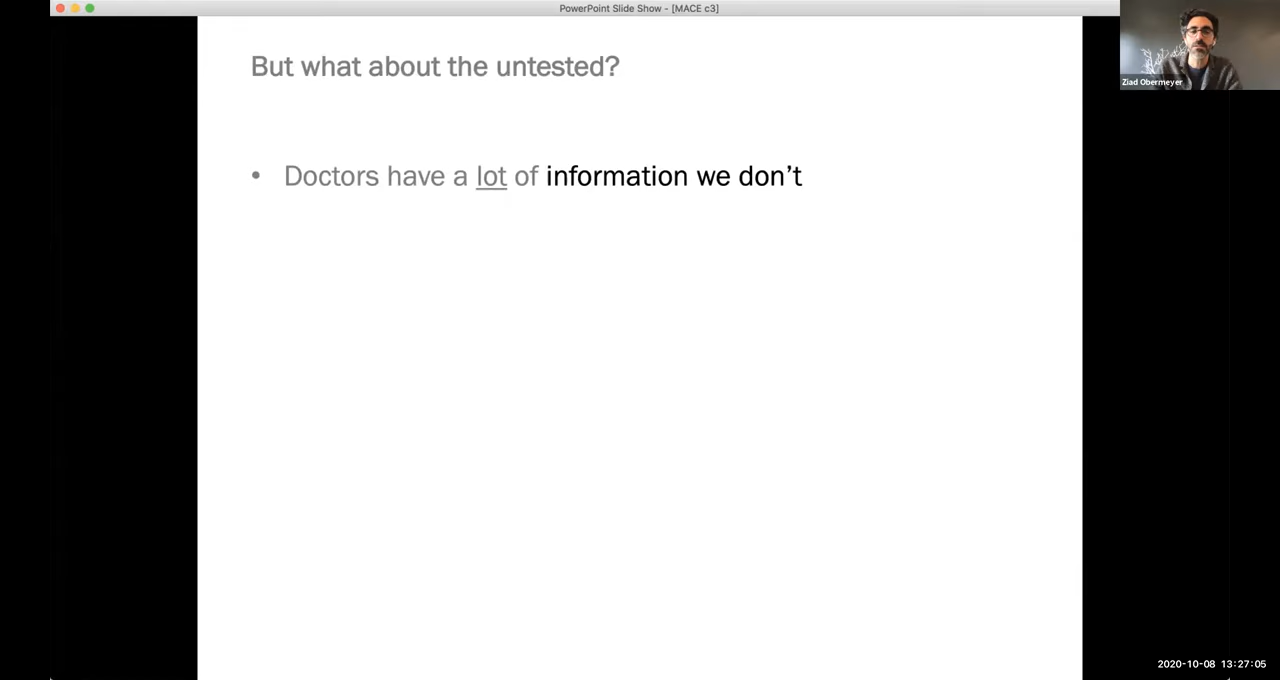 PowerPoint Slide Show - [MACE c3]
Ziad Obermeyer
But what about the untested?
• Doctors have a lot of information we don’t
2020-10-08 13:27:05